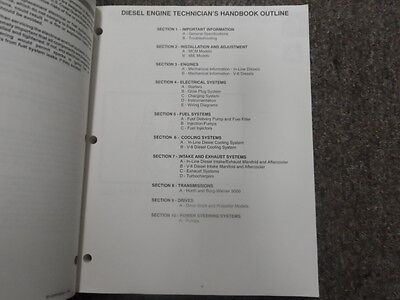 DIESEL ENGINE TECHNICIAN'S HANDBOOK OUTLINE
SECTION 1 - IMPORTANT INFORMATION
A - General Specifications
B - Troubleshooting
SECTION 2 - INSTALLATION AND ADJUSTMENT
A - MCM Models
B - MIE Models
SECTION 3 - ENGINES
A - Mechanical Information - In-Line Diesels
B - Mechanical Information - V-8 Diesels
SECTION 4 - ELECTRICAL SYSTEMS
A - Starters
B - Glow Plug System
C - Charging System
D - Instrumentation
E - Wiring Diagrams
SECTION 5 - FUEL SYSTEMS
A - Fuel Delivery Pump and Fuel Filter
B - Injection Pumps
C - Fuel Injectors
SECTION 6 - COOLING SYSTEMS
A - In-Line Diesel Cooling System
B - V-8 Diesel Cooling System
SECTION 7 - INTAKE AND EXHAUST SYSTEMS
A - In-Line Diesel Intake/Exhaust Manifold and Aftercooler
B - V-8 Diesel Intake Manifold and Aftercooler
C - Exhaust Systems
D - Turbochargers
SECTION 8 - TRANSMISSIONS
A - Hurth and Borg-Warner 5000
SECTION 9 - DRIVES
A - Drive Shaft and Propeller Models
SECTION 10 - POWER STEERING SYSTEMS
A - Pumps